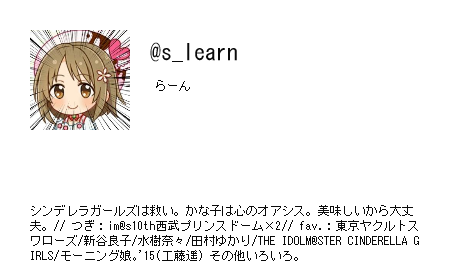 @s_learn
らーん
シンデレラガールズは救い。かな子は心のオアシス。美味しいから大丈
夫。// つぎ：im@s10th西武プリンスドーム×2// fav.：東京ヤクルトス
ワローズ/新谷良子/水樹奈々/田村ゆかり/THE IDOLM@STER CINDERELLA G
IRLS/モーニング娘。'15(工藤遥) その他いろいろ。